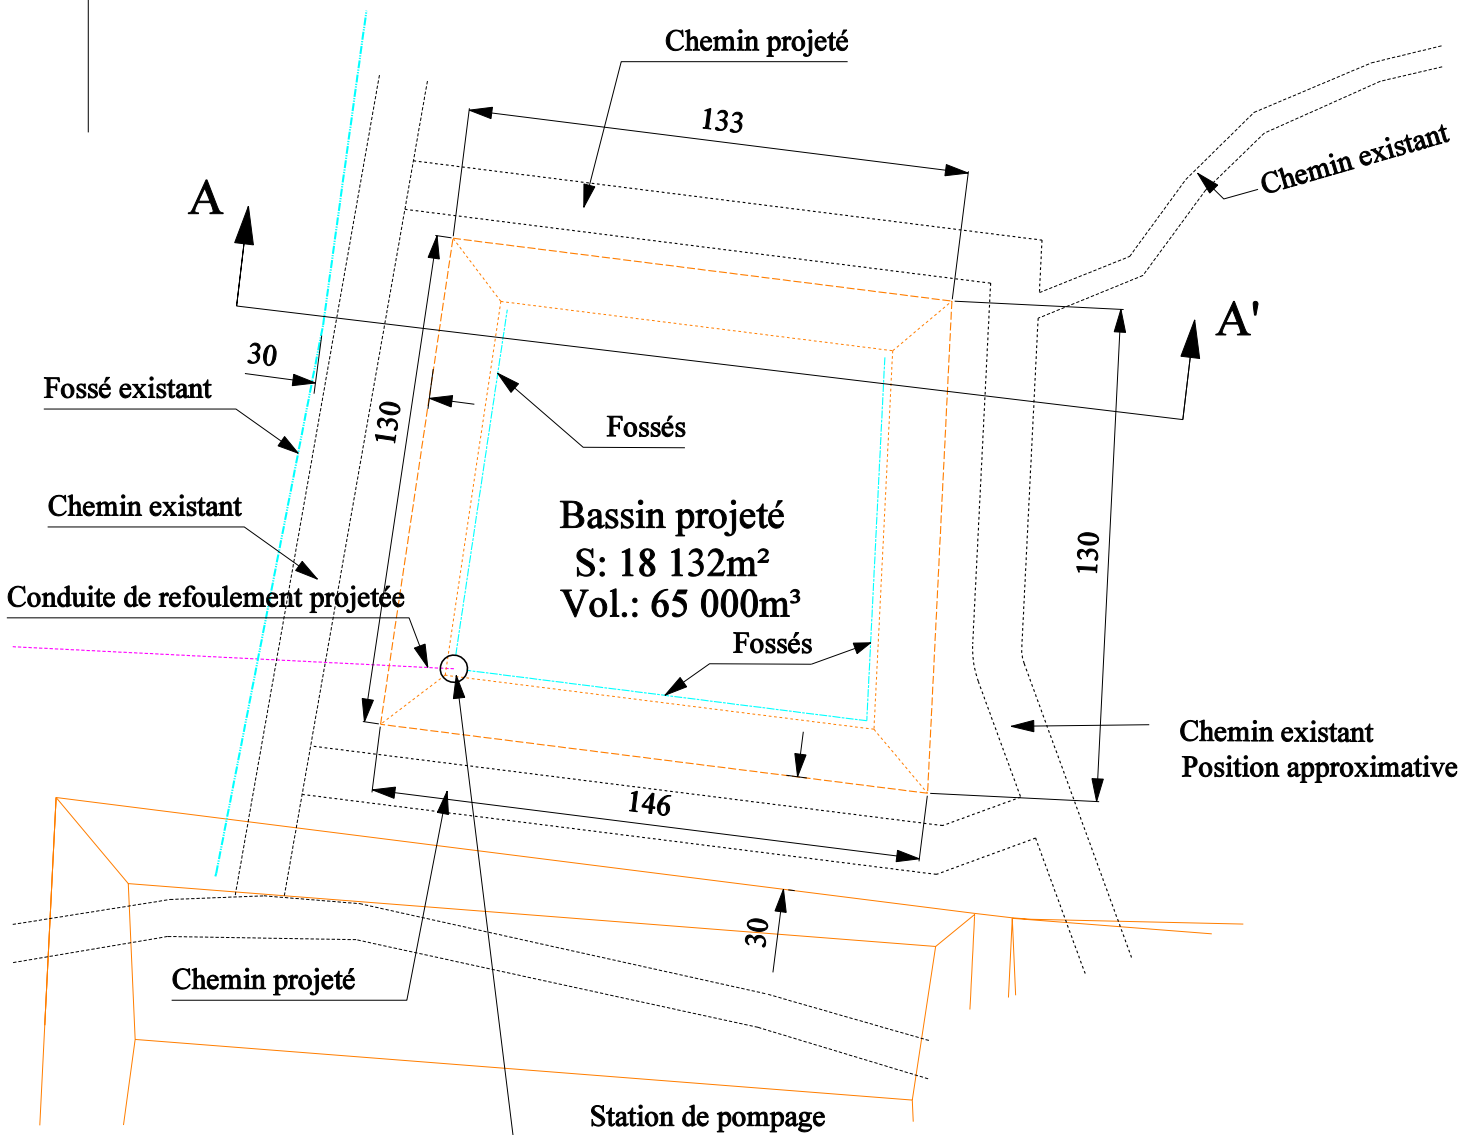 Chemin projeté
133
Chemin existant
A
A'
30
Fossé existant
130
Fossés
Chemin existant
Bassin projeté
S: 18 132m²
Vol.: 65 000m³
130
Conduite de refoulement projetée
Fossés
Chemin existant
Position approximative
146
30
Chemin projeté
Station de pompage